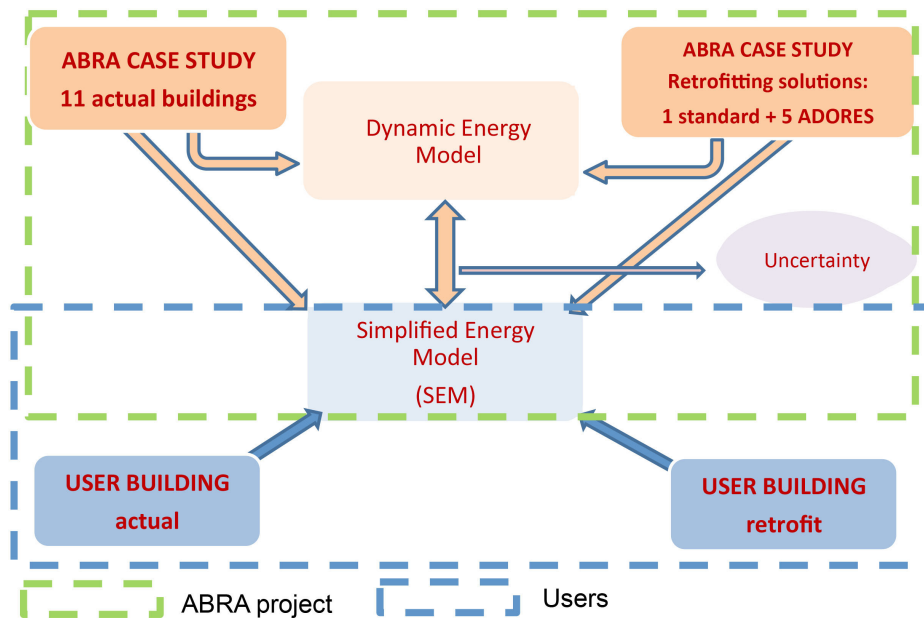 ABRA CASE STUDY
11 actual buildings
ABRA CASE STUDY
Retrofitting solutions:
1 standard + 5 ADORES
Dynamic Energy
Model
Uncertainty
Simplified Energy
Model
(SEM)
USER BUILDING
actual
USER BUILDING
retrofit
ABRA project
Users